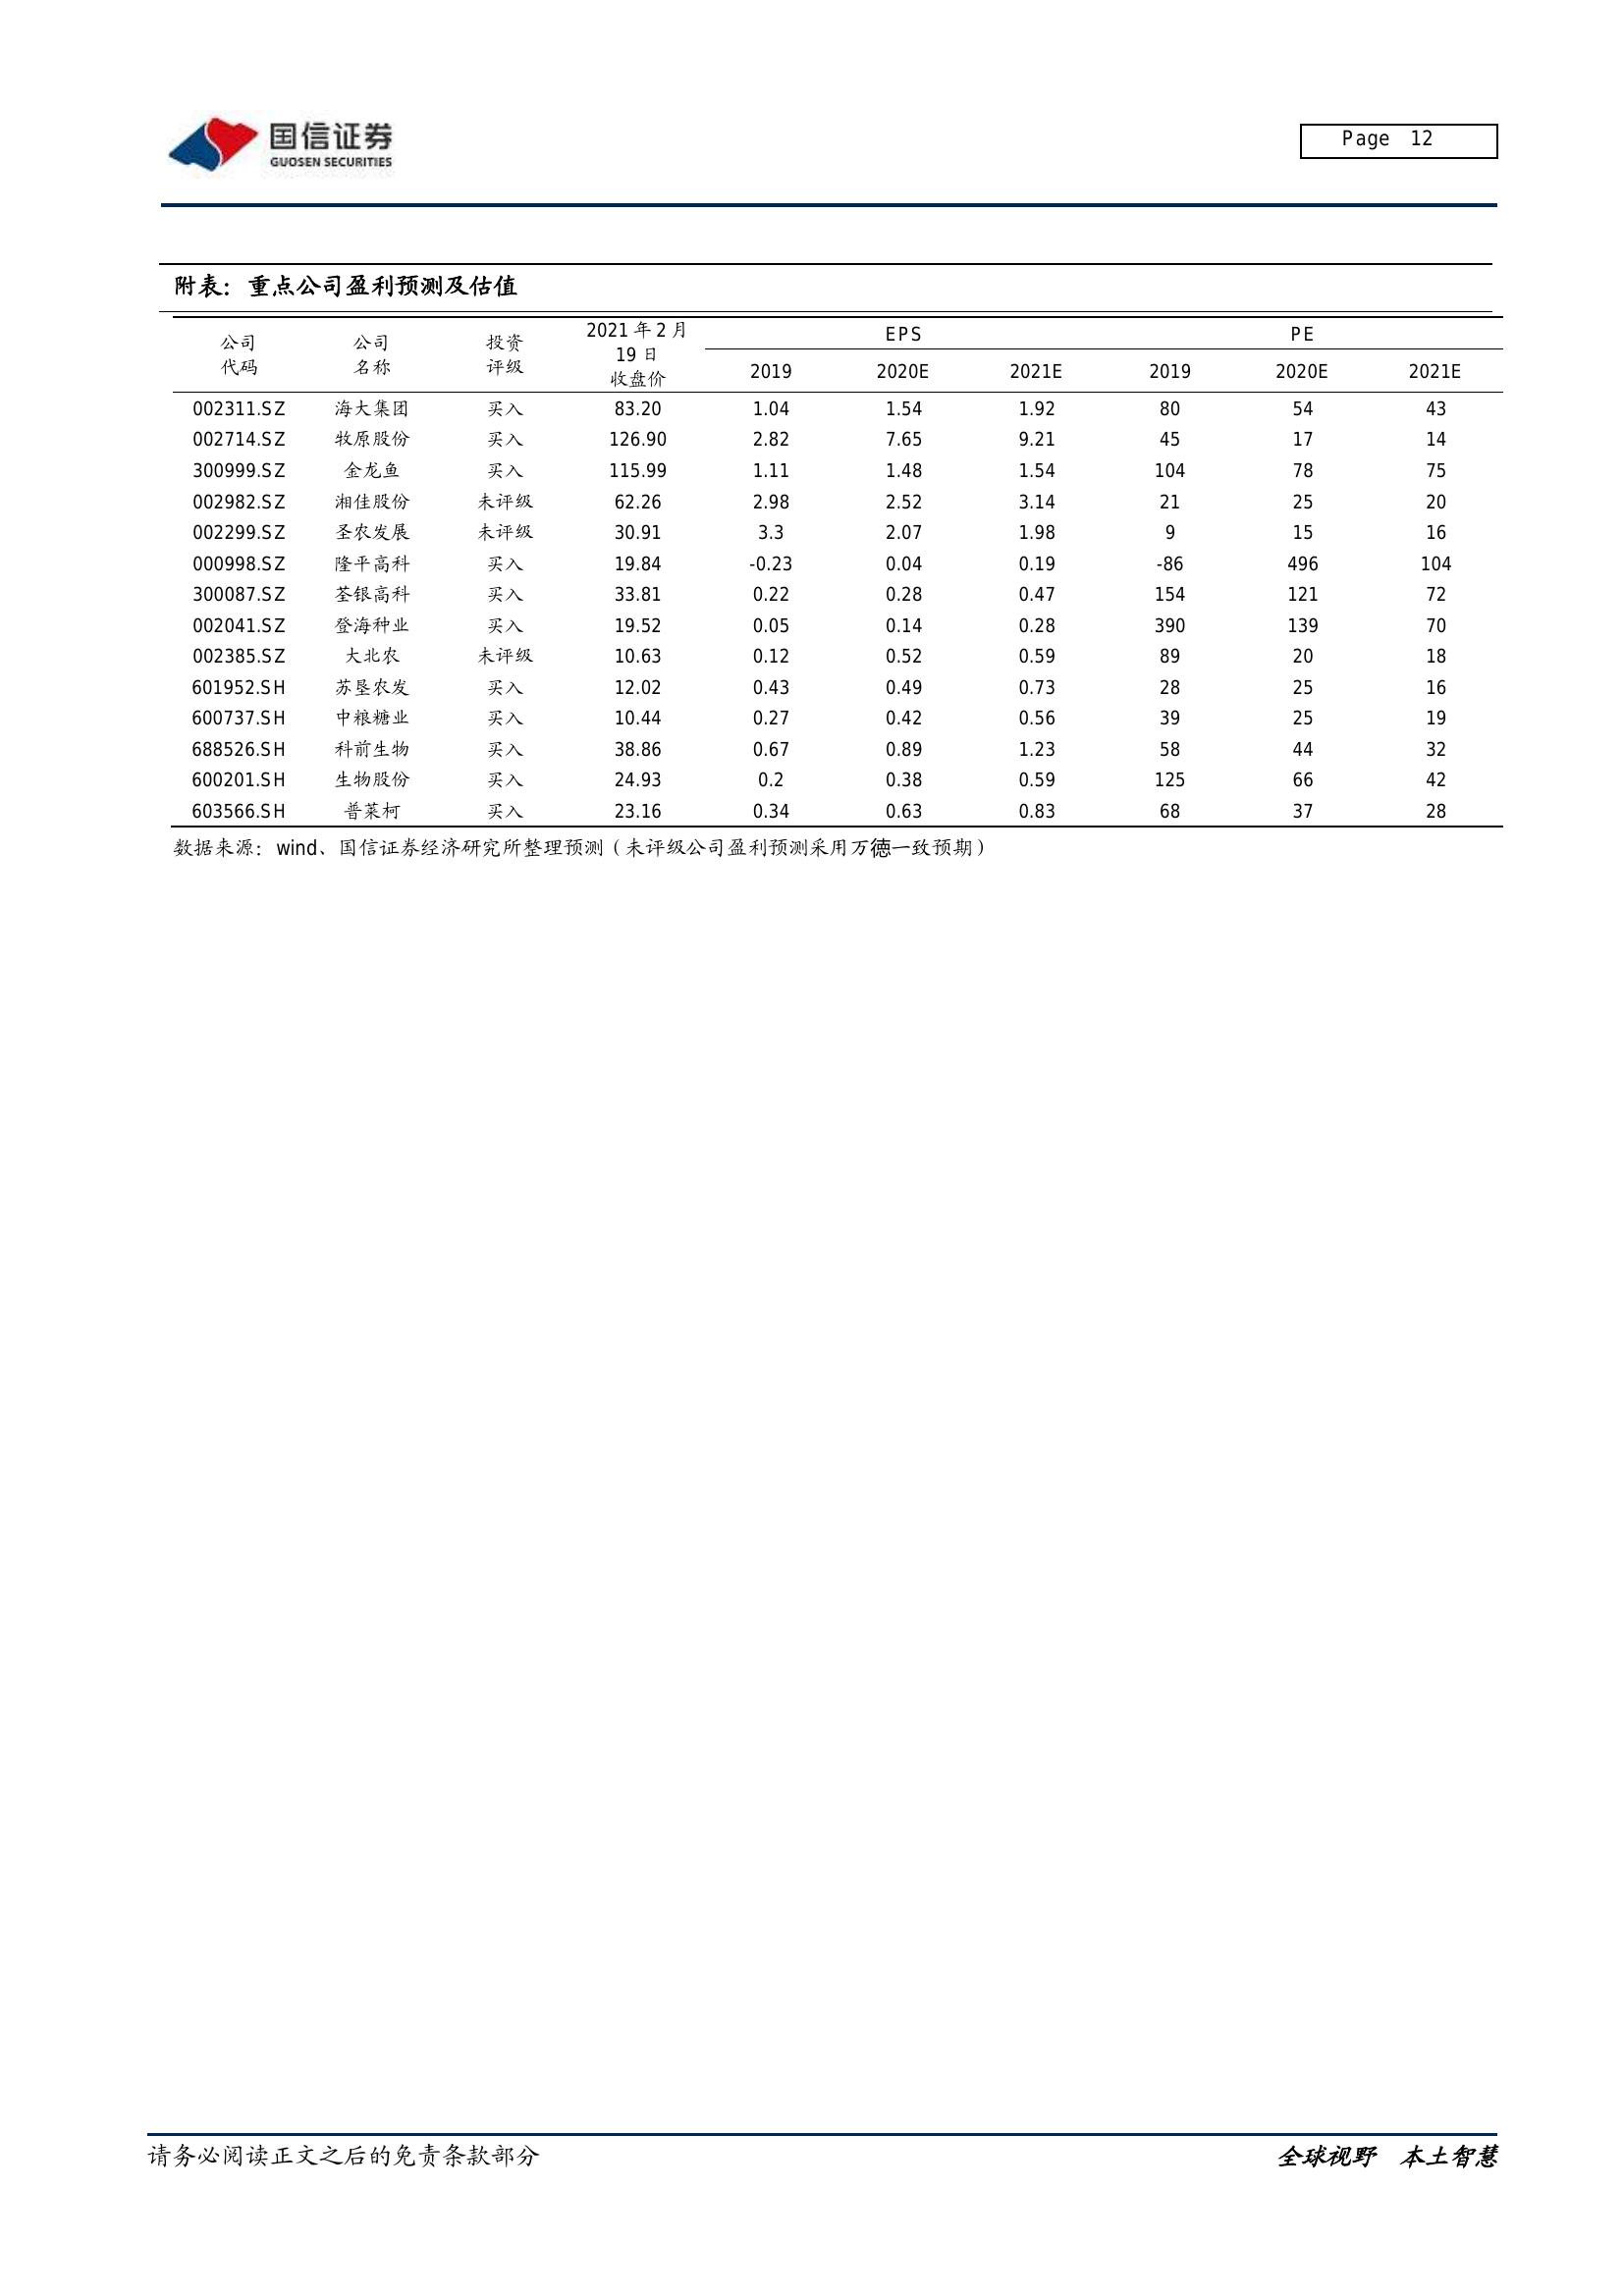 国信证券
GUOSEN SECURITIES
Page 12
附表：重点公司盈利预测及估值
公司代码 公司名称 投资评级 2021年2月19日收盘价 EPS PE
2019 2020E 2021E 2019 2020E 2021E
002311.SZ 海大集团 买入 83.20 1.04 1.54 1.92 80 54 43
002714.SZ 牧原股份 买入 126.90 2.82 7.65 9.21 45 17 14
300999.SZ 金龙鱼 买入 115.99 1.11 1.48 1.54 104 78 75
002982.SZ 湘佳股份 未评级 62.26 2.98 2.52 3.14 21 25 20
002299.SZ 圣农发展 未评级 30.91 3.3 2.07 1.98 9 15 16
000998.SZ 隆平高科 买入 19.84 -0.23 0.04 0.19 -86 496 104
300087.SZ 荃银高科 买入 33.81 0.22 0.28 0.47 154 121 72
002041.SZ 登海种业 买入 19.52 0.05 0.14 0.28 390 139 70
002385.SZ 大北农 未评级 10.63 0.12 0.52 0.59 89 20 18
601952.SH 苏垦农发 买入 12.02 0.43 0.49 0.73 28 25 16
600737.SH 中粮糖业 买入 10.44 0.27 0.42 0.56 39 25 19
688526.SH 科前生物 买入 38.86 0.67 0.89 1.23 58 44 32
600201.SH 生物股份 买入 24.93 0.2 0.38 0.59 125 66 42
603566.SH 普莱柯 买入 23.16 0.34 0.63 0.83 68 37 28
数据来源：wind、国信证券经济研究所整理预测（未评级公司盈利预测采用万德一致预期）
请务必阅读正文之后的免责条款部分
全球视野 本土智慧